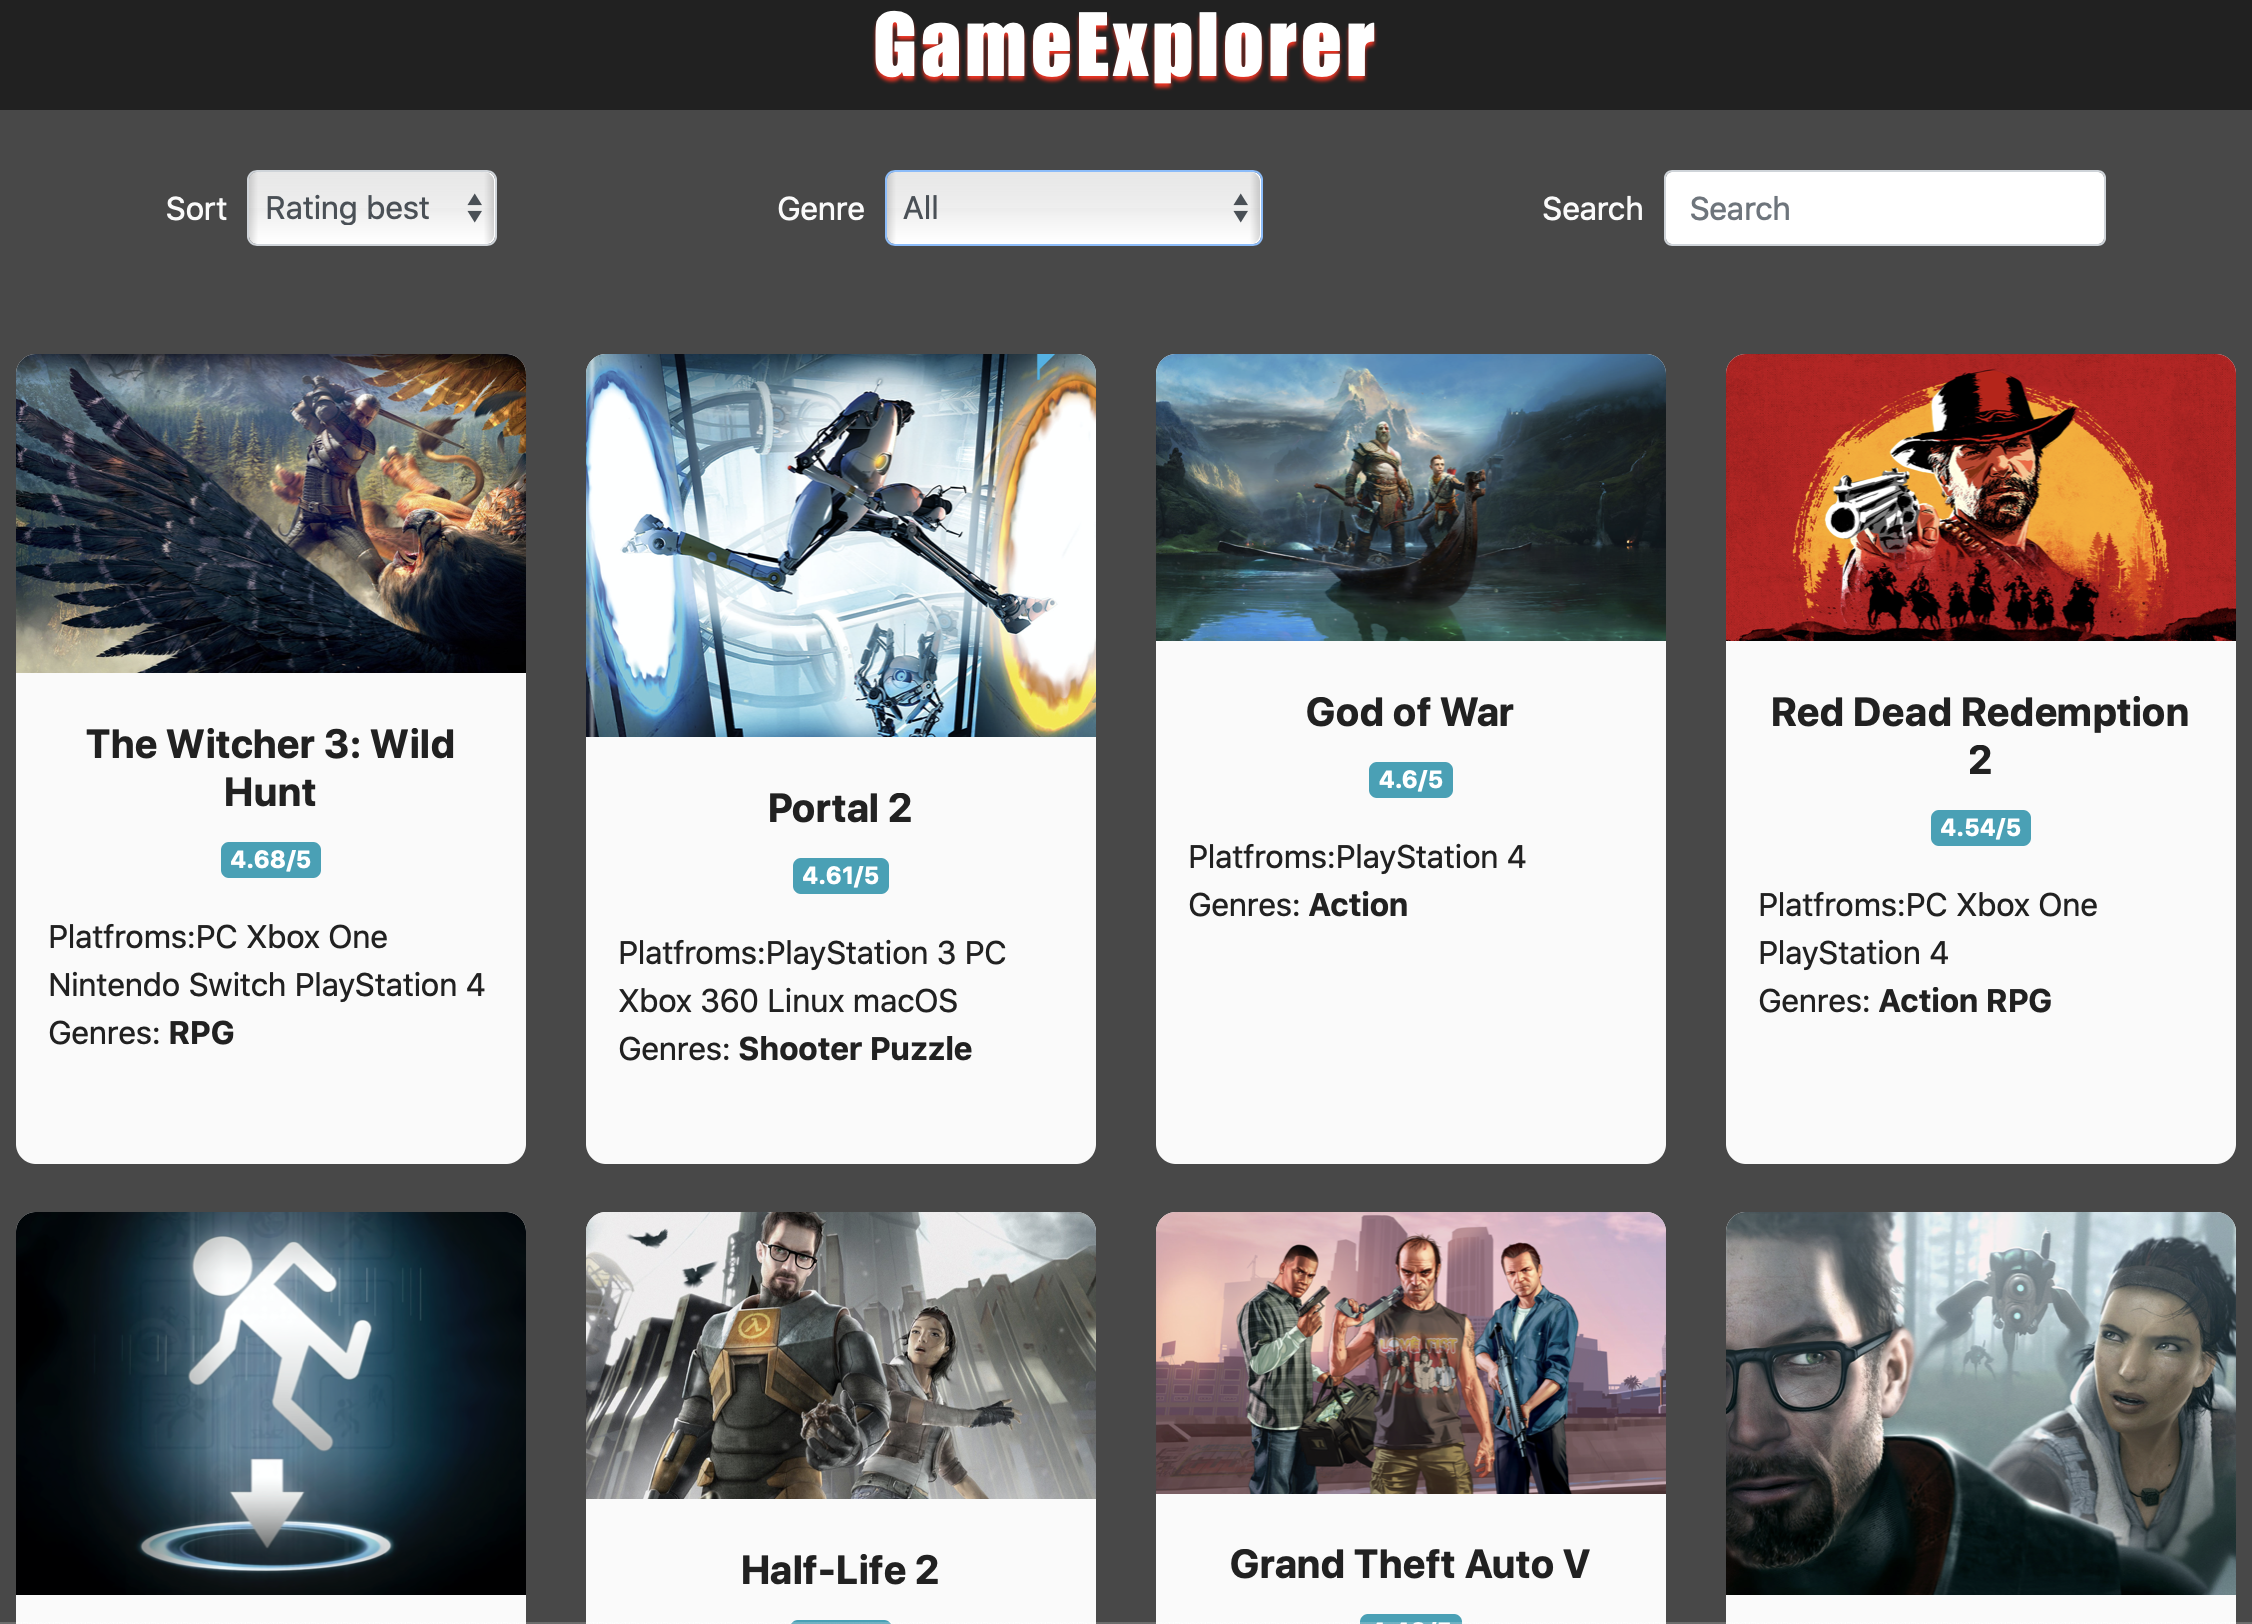 GameExplorer
Sort
Rating best
Genre
All
Search
Search
The Witcher 3: Wild
Hunt
4.68/5
Platfroms:PC Xbox One
Nintendo Switch PlayStation 4
Genres: RPG
Portal 2
4.61/5
Platfroms:PlayStation 3 PC
Xbox 360 Linux macOS
Genres: Shooter Puzzle
God of War
4.6/5
Platfroms:PlayStation 4
Genres: Action
Red Dead Redemption
2
4.54/5
Platfroms:PC Xbox One
PlayStation 4
Genres: Action RPG
Half-Life 2
Grand Theft Auto V